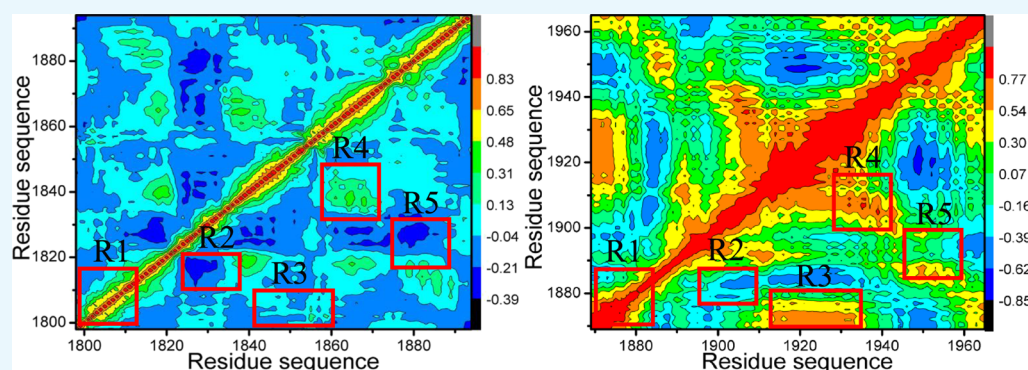 1880
1860
1840
1820
1800
Residue sequence
R1
R2
R3
R4
R5
1800 1820 1840 1860 1880
Residue sequence
0.83
0.65
0.48
0.31
0.13
-0.04
-0.21
-0.39
1960
1940
1920
1900
1880
Residue sequence
R1
R2
R3
R4
R5
1880 1900 1920 1940 1960
Residue sequence
0.77
0.54
0.30
0.07
-0.16
-0.39
-0.62
-0.85